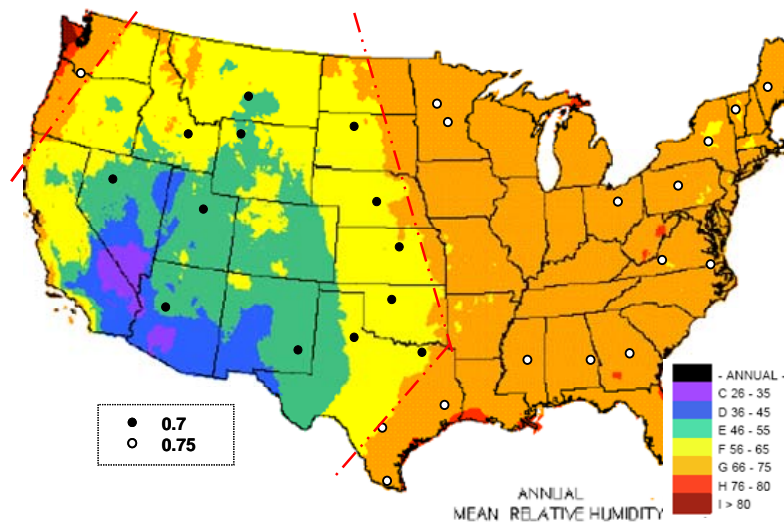 0.7
0.75
- ANNUAL -
C 26 - 35
D 36 - 45
E 46 - 55
F 56 - 65
G 66 - 75
H 76 - 80
I > 80
ANNUAL
MEAN RELATIVE HUMIDITY